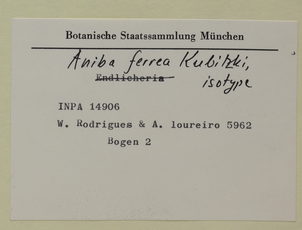 Botanische Staatssammlung München
Aniba ferrea Kubitzki,
Endlicheria isotype
INPA 14906
W. Rodrigues & A. loureiro 5962
Bogen 2